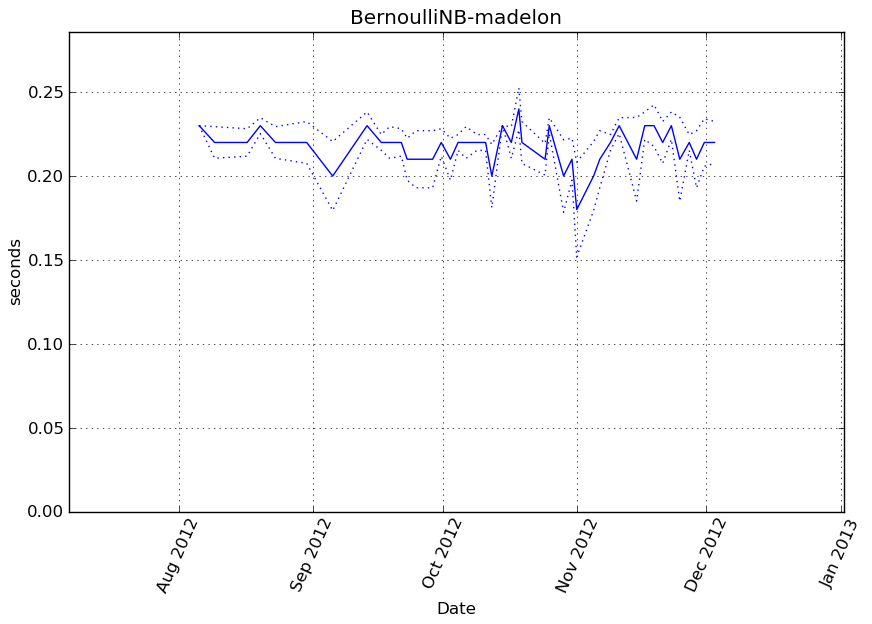 BernoulliNB-madelon
0.25
0.20
0.15
0.10
0.05
0.00
seconds
Aug 2012
Sep 2012
Oct 2012
Nov 2012
Dec 2012
Jan 2013
Date